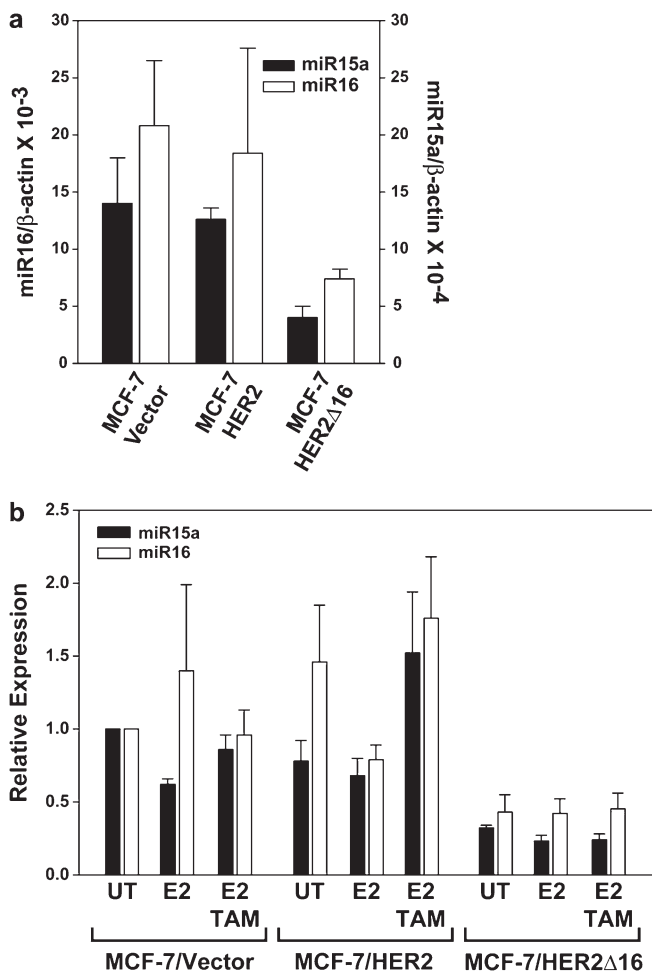 a
30
25
20
15
10
5
0
miR16/β-actin X 10-3
30
25
20
15
10
5
0
miR15a/β-actin X 10-4
miR15a
miR16
MCF-7
Vector
MCF-7
HER2
MCF-7
HER2Δ16
b
2.5
2.0
1.5
1.0
0.5
0.0
Relative Expression
miR15a
miR16
UT E2 E2 UT E2 E2 UT E2 E2
TAM TAM TAM
MCF-7/Vector MCF-7/HER2 MCF-7/HER2Δ16